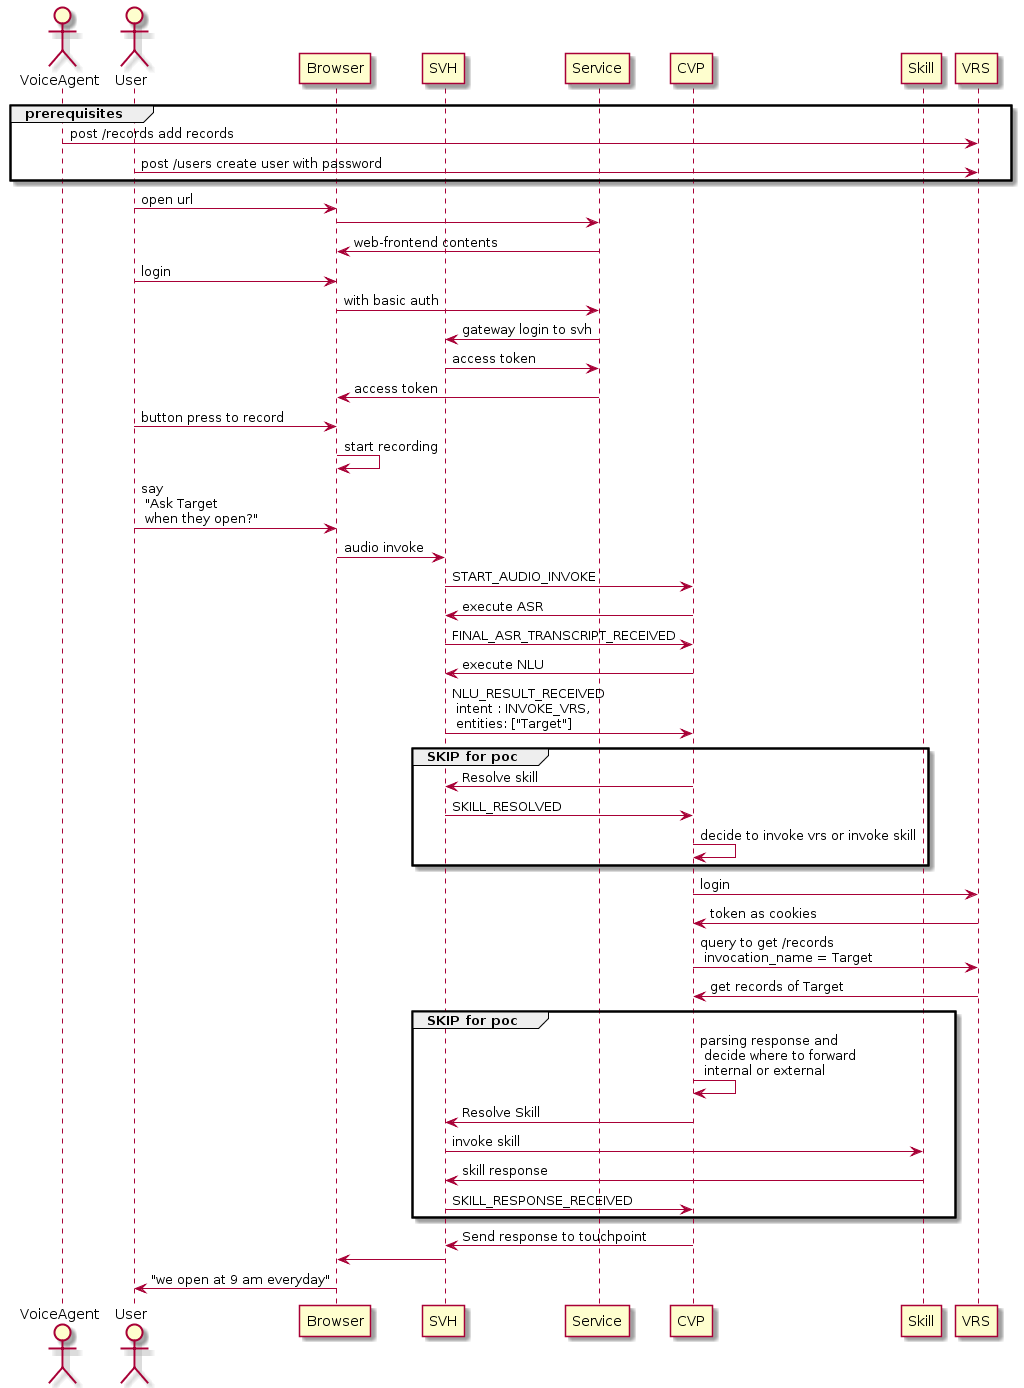 VoiceAgent
User
Browser
SVH
Service
CVP
Skill
VRS
prerequisites
post /records add records
post /users create user with password
open url
web-frontend contents
login
with basic auth
gateway login to svh
access token
access token
button press to record
start recording
say
"Ask Target
when they open?"
audio invoke
START_AUDIO_INVOKE
execute ASR
FINAL_ASR_TRANSCRIPT_RECEIVED
execute NLU
NLU_RESULT_RECEIVED
intent : INVOKE_VRS,
entities: ["Target"]
SKIP for poc
Resolve skill
SKILL_RESOLVED
decide to invoke vrs or invoke skill
login
token as cookies
query to get /records
invocation_name = Target
get records of Target
SKIP for poc
parsing response and
decide where to forward
internal or external
Resolve Skill
invoke skill
skill response
SKILL_RESPONSE_RECEIVED
Send response to touchpoint
"we open at 9 am everyday"
VoiceAgent
User
Browser
SVH
Service
CVP
Skill
VRS